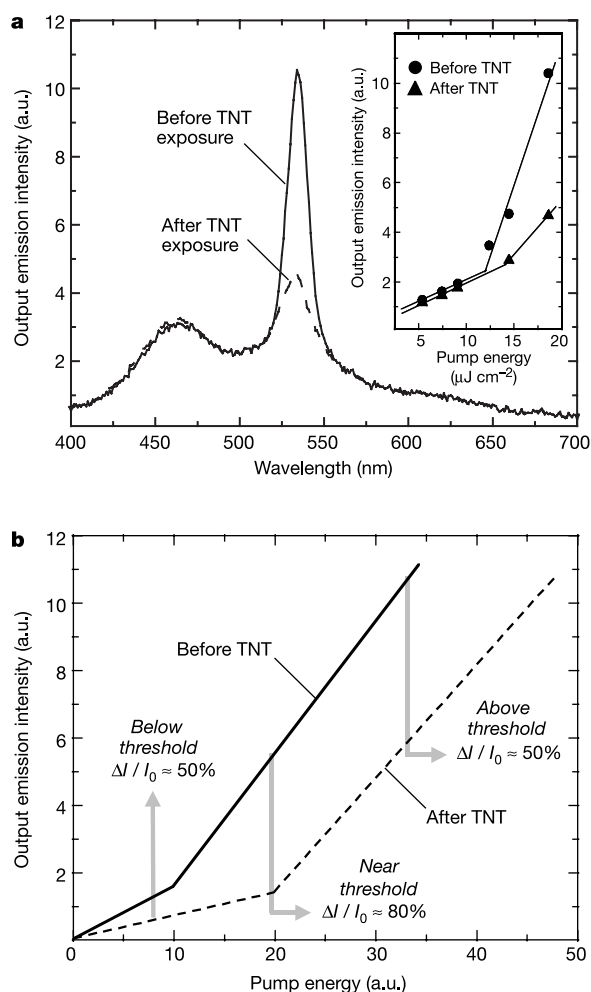 a
12
10
8
6
4
2
Output emission intensity (a.u.)
Before TNT
exposure
After TNT
exposure
400
450
500
550
600
650
700
Wavelength (nm)
Before TNT
After TNT
10
8
6
4
2
Output emission intensity (a.u.)
0
5
10
15
20
Pump energy
(μJ cm⁻²)
b
12
10
8
6
4
2
Output emission intensity (a.u.)
Before TNT
Below
threshold
ΔI / I₀ ≈ 50%
Above
threshold
ΔI / I₀ ≈ 50%
After TNT
Near
threshold
ΔI / I₀ ≈ 80%
0
10
20
30
40
50
Pump energy (a.u.)